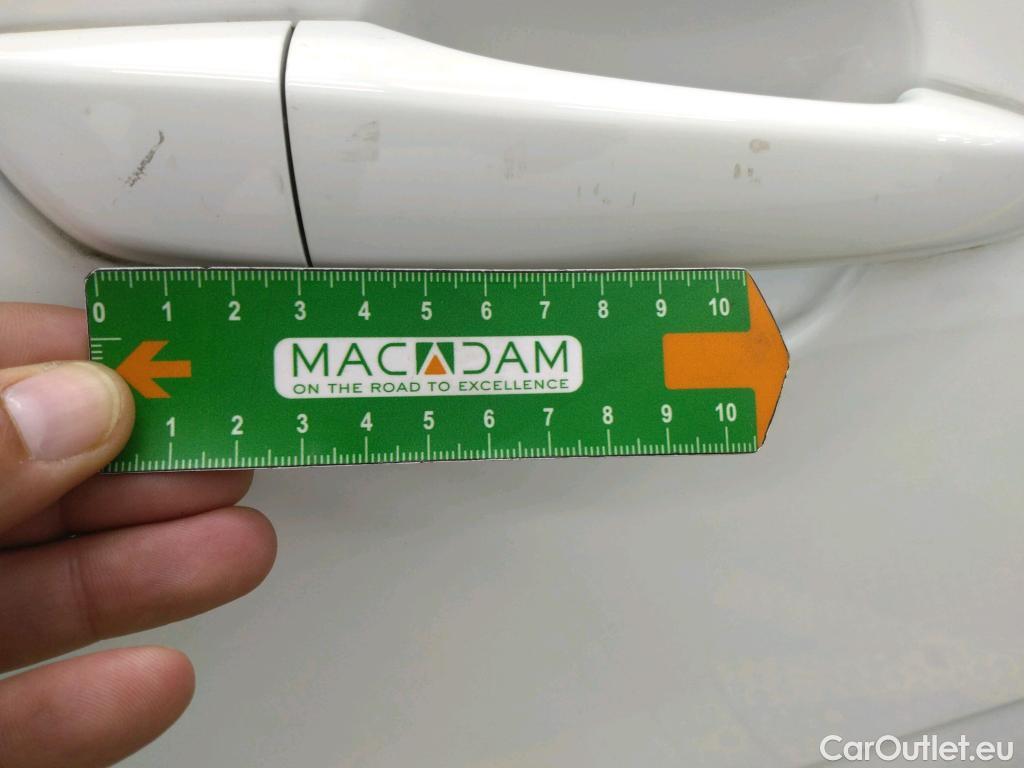 0 1 2 3 4 5 6 7 8 9 10
MACADAM
ON THE ROAD TO EXCELLENCE
1 2 3 4 5 6 7 8 9 10
CarOutlet.eu